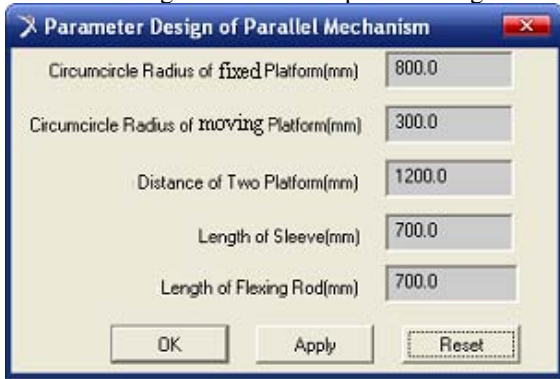 Parameter Design of Parallel Mechanism
Circumcircle Radius of fixed Platform(mm) 800.0
Circumcircle Radius of moving Platform(mm) 300.0
Distance of Two Platform(mm) 1200.0
Length of Sleeve(mm) 700.0
Length of Flexing Rod(mm) 700.0
OK Apply Reset